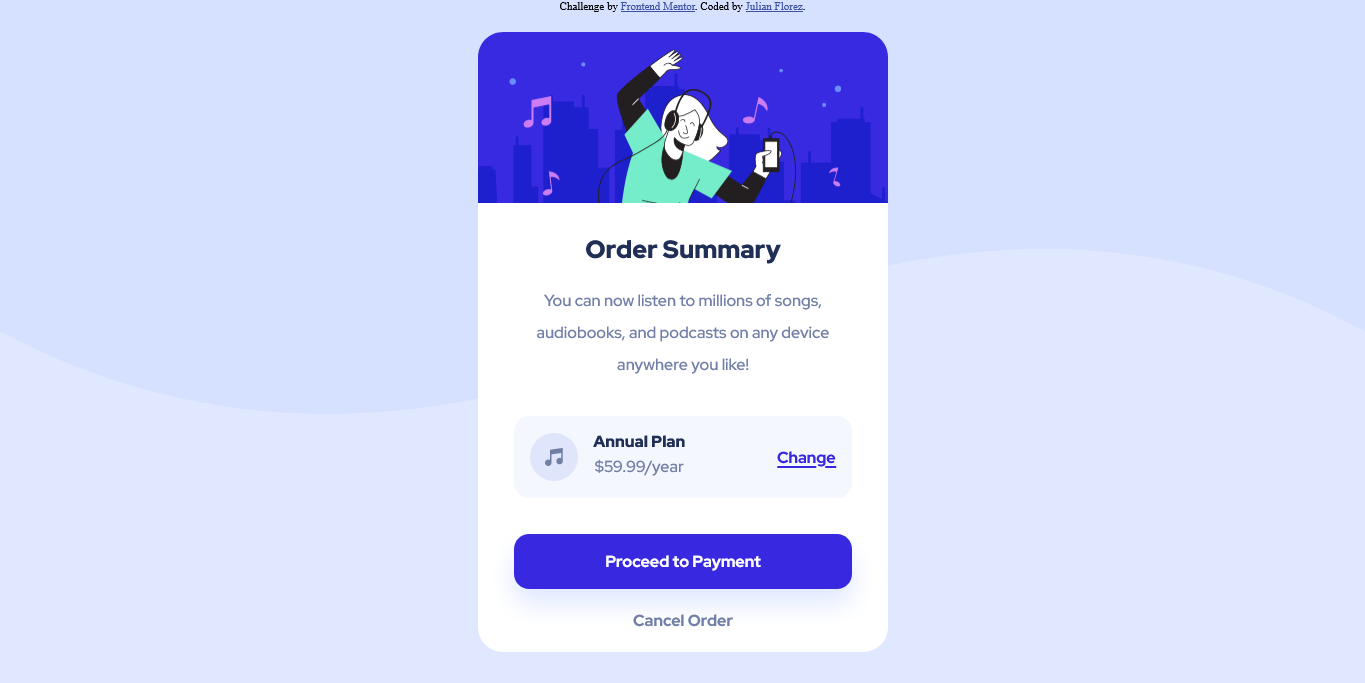 Challenge by Frontend Mentor. Coded by Julian Florez.
Order Summary
You can now listen to millions of songs,
audiobooks, and podcasts on any device
anywhere you like!
Annual Plan
$59.99/year
Change
Proceed to Payment
Cancel Order